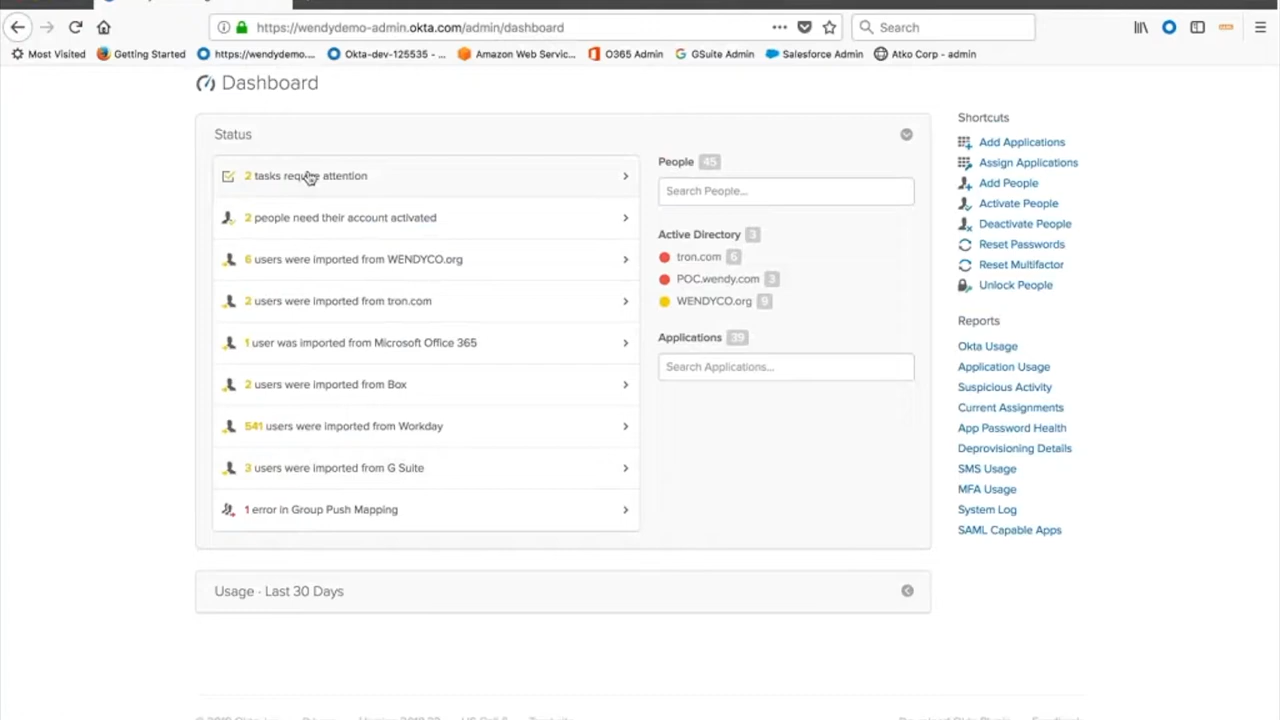 https://wendydemo-admin.okta.com/admin/dashboard
Search
Most Visited
Getting Started
https://wendydemo....
Okta-dev-125535 - ...
Amazon Web Servic...
O365 Admin
GSuite Admin
Salesforce Admin
Atko Corp - admin
Dashboard
Status
2 tasks require attention
2 people need their account activated
6 users were imported from WENDYCO.org
2 users were imported from tron.com
1 user was imported from Microsoft Office 365
2 users were imported from Box
541 users were imported from Workday
3 users were imported from G Suite
1 error in Group Push Mapping
People 45
Search People...
Active Directory 3
tron.com 6
POC.wendy.com 3
WENDYCO.org 9
Applications 39
Search Applications...
Shortcuts
Add Applications
Assign Applications
Add People
Activate People
Deactivate People
Reset Passwords
Reset Multifactor
Unlock People
Reports
Okta Usage
Application Usage
Suspicious Activity
Current Assignments
App Password Health
Deprovisioning Details
SMS Usage
MFA Usage
System Log
SAML Capable Apps
Usage · Last 30 Days